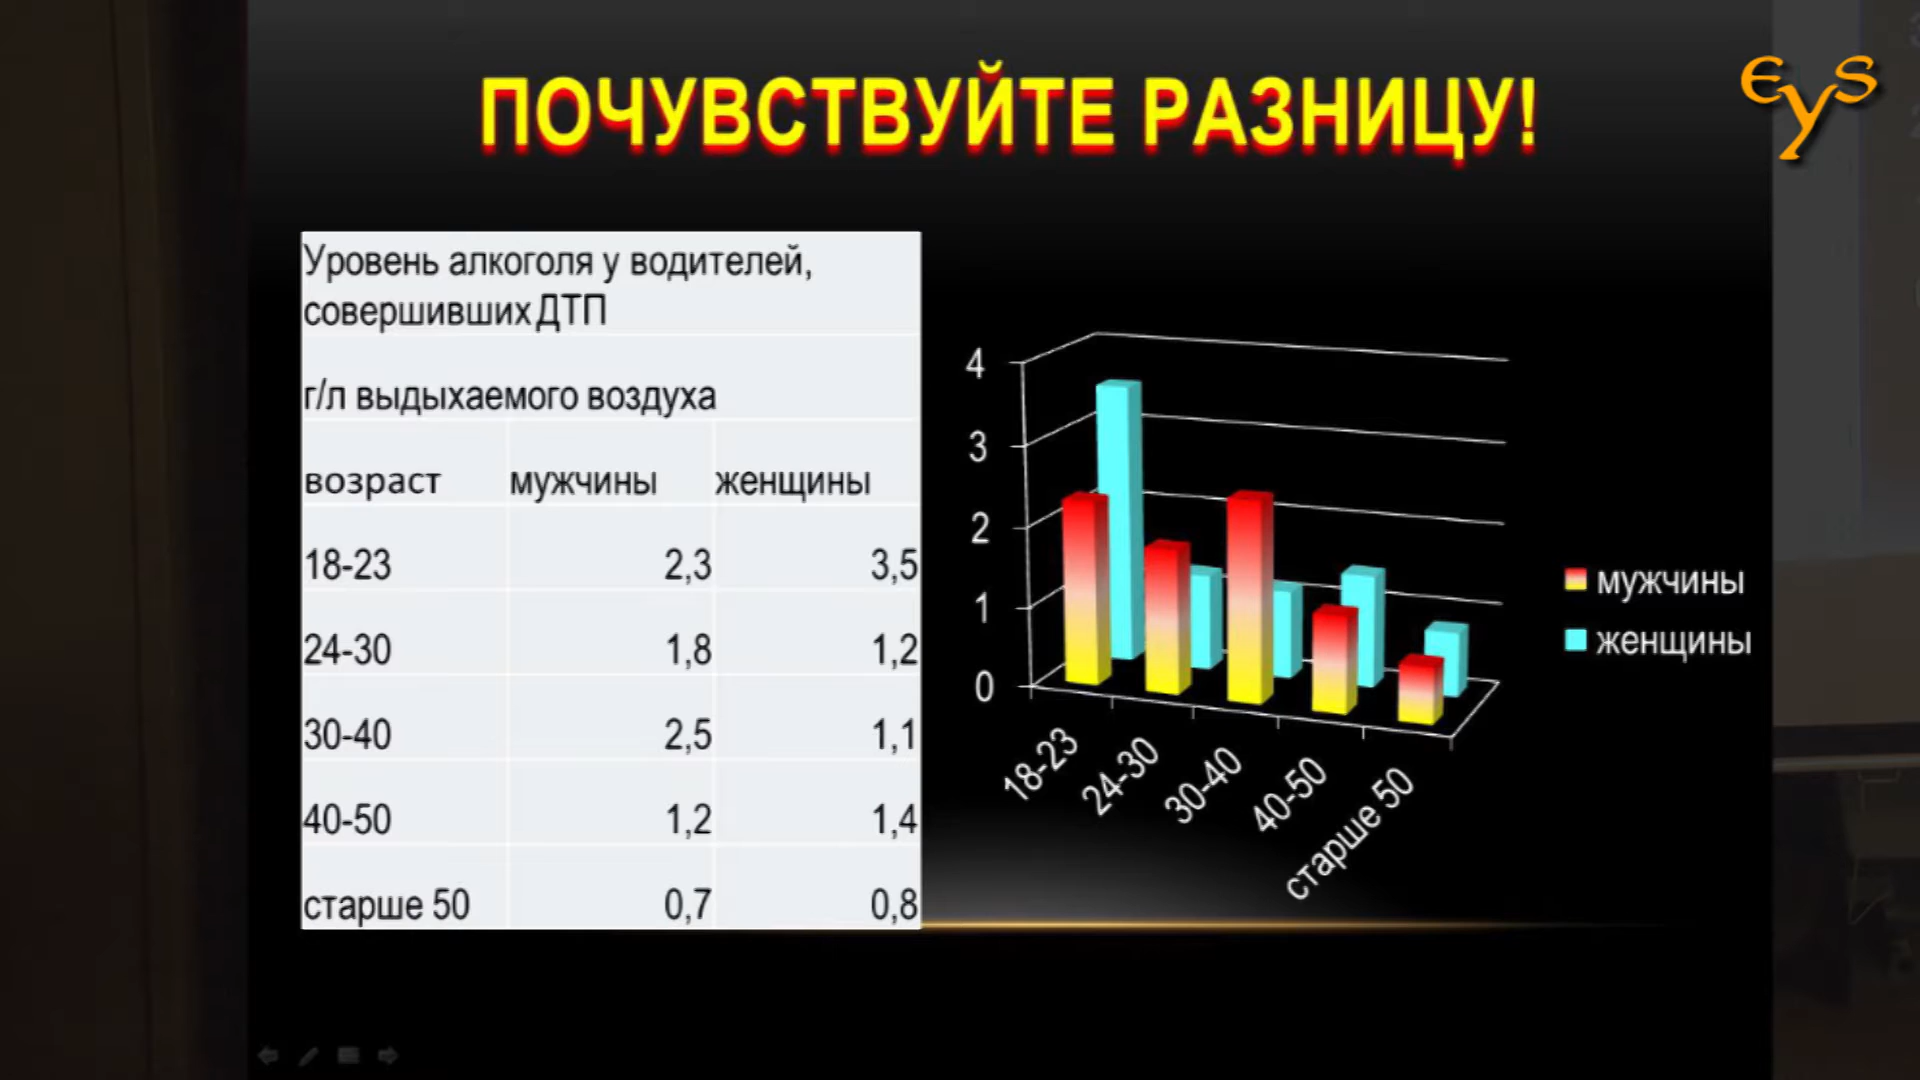 ПОЧУВСТВУЙТЕ РАЗНИЦУ!
eys
Уровень алкоголя у водителей,
совершивших ДТП
г/л выдыхаемого воздуха
возраст мужчины женщины
18-23 2,3 3,5
24-30 1,8 1,2
30-40 2,5 1,1
40-50 1,2 1,4
старше 50 0,7 0,8
4
3
2
1
0
18-23
24-30
30-40
40-50
старше 50
мужчины
женщины